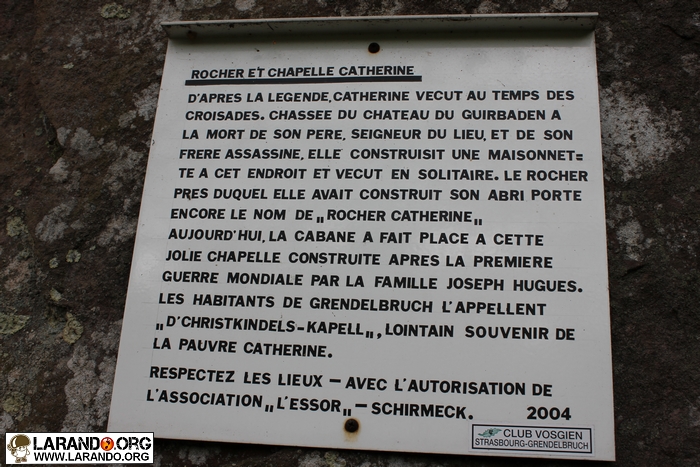 ROCHER ET CHAPELLE CATHERINE
D'APRES LA LEGENDE, CATHERINE VECUT AU TEMPS DES
CROISADES. CHASSEE DU CHATEAU DU GUIRBADEN A
LA MORT DE SON PERE, SEIGNEUR DU LIEU, ET DE SON
FRERE ASSASSINE, ELLE CONSTRUISIT UNE MAISONNET=
TE A CET ENDROIT ET VECUT EN SOLITAIRE. LE ROCHER
PRES DUQUEL ELLE AVAIT CONSTRUIT SON ABRI PORTE
ENCORE LE NOM DE „ROCHER CATHERINE„
AUJOURD'HUI, LA CABANE A FAIT PLACE A CETTE
JOLIE CHAPELLE CONSTRUITE APRES LA PREMIERE
GUERRE MONDIALE PAR LA FAMILLE JOSEPH HUGUES.
LES HABITANTS DE GRENDELBRUCH L'APPELLENT
„D'CHRISTKINDELS-KAPELL„, LOINTAIN SOUVENIR DE
LA PAUVRE CATHERINE.
RESPECTEZ LES LIEUX – AVEC L'AUTORISATION DE
L'ASSOCIATION „L'ESSOR„ – SCHIRMECK. 2004
CLUB VOSGIEN
STRASBOURG-GRENDELBRUCH
LARANDO.ORG
WWW.LARANDO.ORG